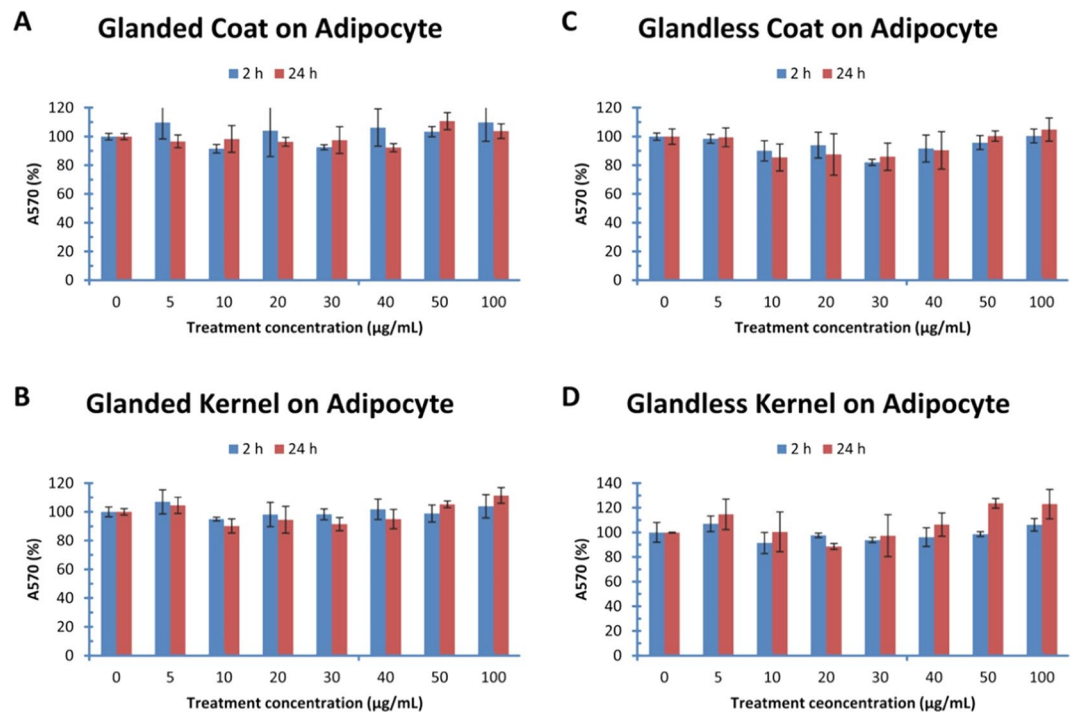 A
Glanded Coat on Adipocyte
2 h 24 h
120
100
80
60
40
20
0
A570 (%)
0 5 10 20 30 40 50 100
Treatment concentration (µg/mL)
C
Glandless Coat on Adipocyte
2 h 24 h
120
100
80
60
40
20
0
A570 (%)
0 5 10 20 30 40 50 100
Treatment concentration (µg/mL)
B
Glanded Kernel on Adipocyte
2 h 24 h
120
100
80
60
40
20
0
A570 (%)
0 5 10 20 30 40 50 100
Treatment concentration (µg/mL)
D
Glandless Kernel on Adipocyte
2 h 24 h
140
120
100
80
60
40
20
0
A570 (%)
0 5 10 20 30 40 50 100
Treatment ceoncentration (µg/mL)